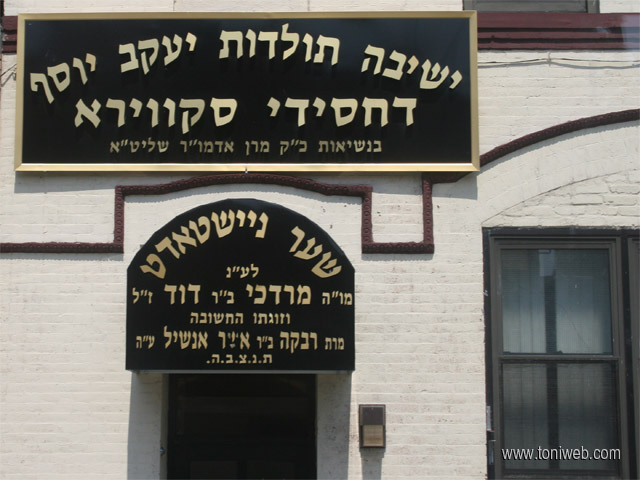 ישיבה תולדות יעקב יוסף
דחסידי סקווירא
בנשיאות כ״ק מרן אדמו״ר שליט״א
שער ניישטאדט
לע״נ
מו״ה מרדכי ב״ר דוד ז״ל
וזוגתו החשובה
מרת רבקה ב״ר אשר אנשיל ע״ה
ת.נ.צ.ב.ה.
www.toniweb.com